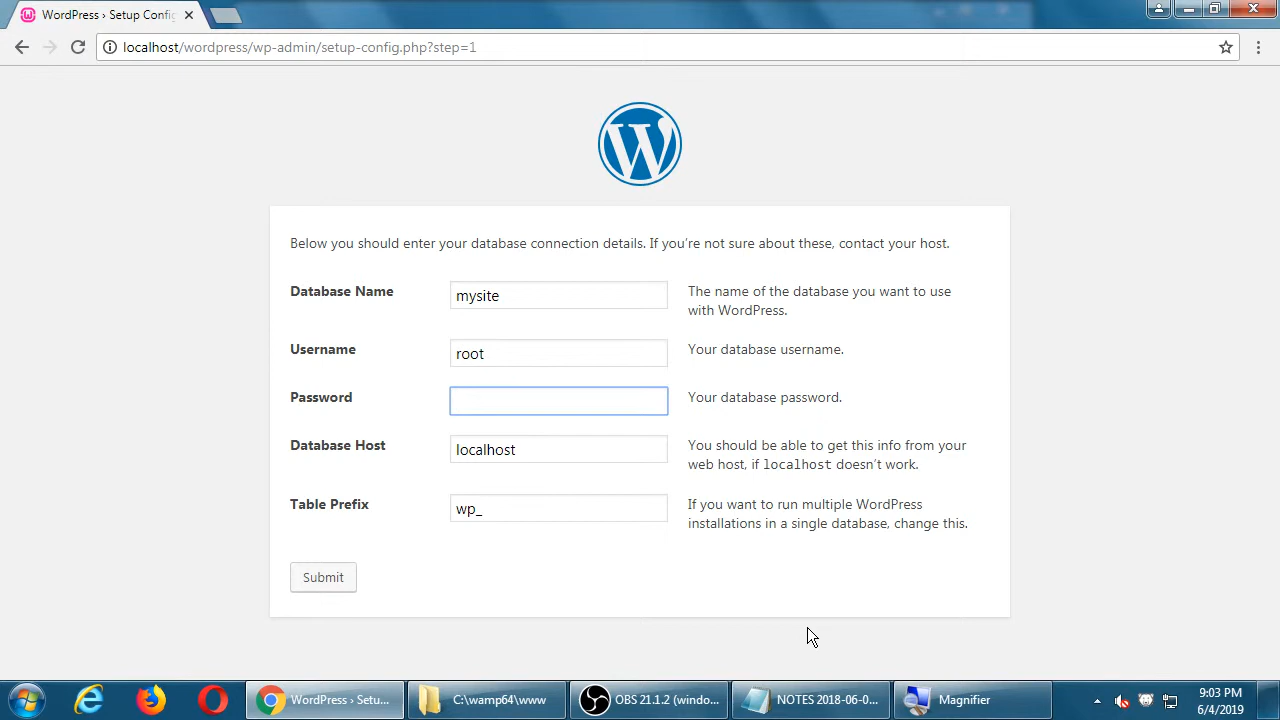 WordPress › Setup Config
localhost/wordpress/wp-admin/setup-config.php?step=1
W
Below you should enter your database connection details. If you're not sure about these, contact your host.
Database Name
mysite
The name of the database you want to use
with WordPress.
Username
root
Your database username.
Password
Your database password.
Database Host
localhost
You should be able to get this info from your
web host, if localhost doesn't work.
Table Prefix
wp_
If you want to run multiple WordPress
installations in a single database, change this.
Submit
WordPress › Setu...
C:\wamp64\www
OBS 21.1.2 (windo...
NOTES 2018-06-0...
Magnifier
9:03 PM
6/4/2019